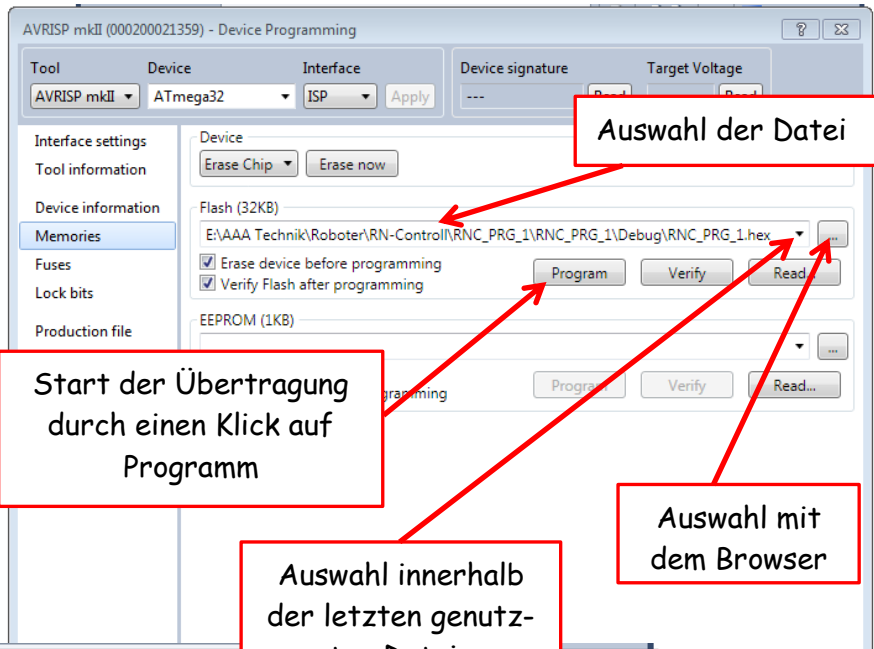 AVRISP mkII (000200021359) - Device Programming
Tool Device Interface Device signature Target Voltage
AVRISP mkII ATmega32 ISP Apply --- Read Read
Auswahl der Datei
Interface settings
Tool information
Device information
Memories
Fuses
Lock bits
Production file
Device
Erase Chip Erase now
Flash (32KB)
E:\AAA Technik\Roboter\RN-Controll\RNC_PRG_1\RNC_PRG_1\Debug\RNC_PRG_1.hex ...
Erase device before programming
Verify Flash after programming
Program Verify Read...
EEPROM (1KB)
...
Program Verify Read...
Start der Übertragung
durch einen Klick auf
Programm
Auswahl mit
dem Browser
Auswahl innerhalb
der letzten genutz-